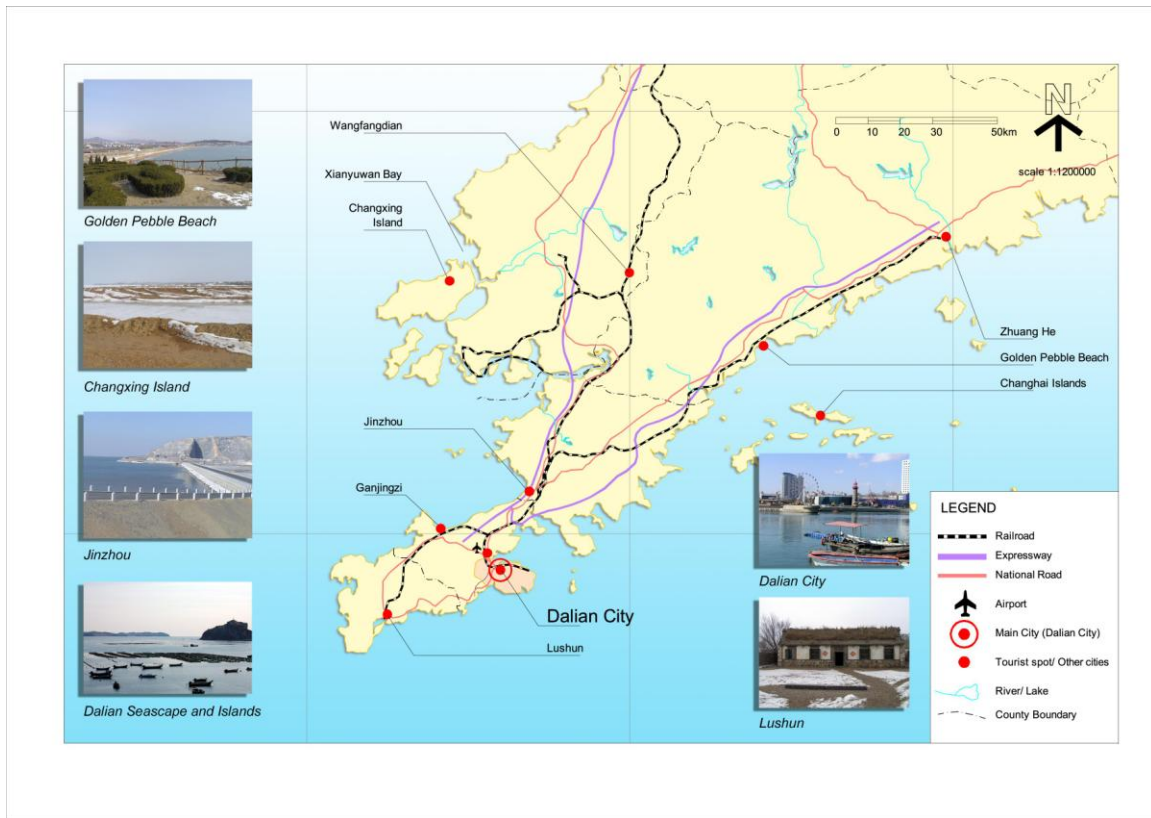 Golden Pebble Beach
Changxing Island
Jinzhou
Dalian Seascape and Islands
Wangfangdian
Xianyuwan Bay
Changxing
Island
Jinzhou
Ganjingzi
Dalian City
Lushun
N
0 10 20 30 50km
scale 1:1200000
Zhuang He
Golden Pebble Beach
Changhai Islands
Dalian City
Lushun
LEGEND
Railroad
Expressway
National Road
Airport
Main City (Dalian City)
Tourist spot/ Other cities
River/ Lake
County Boundary